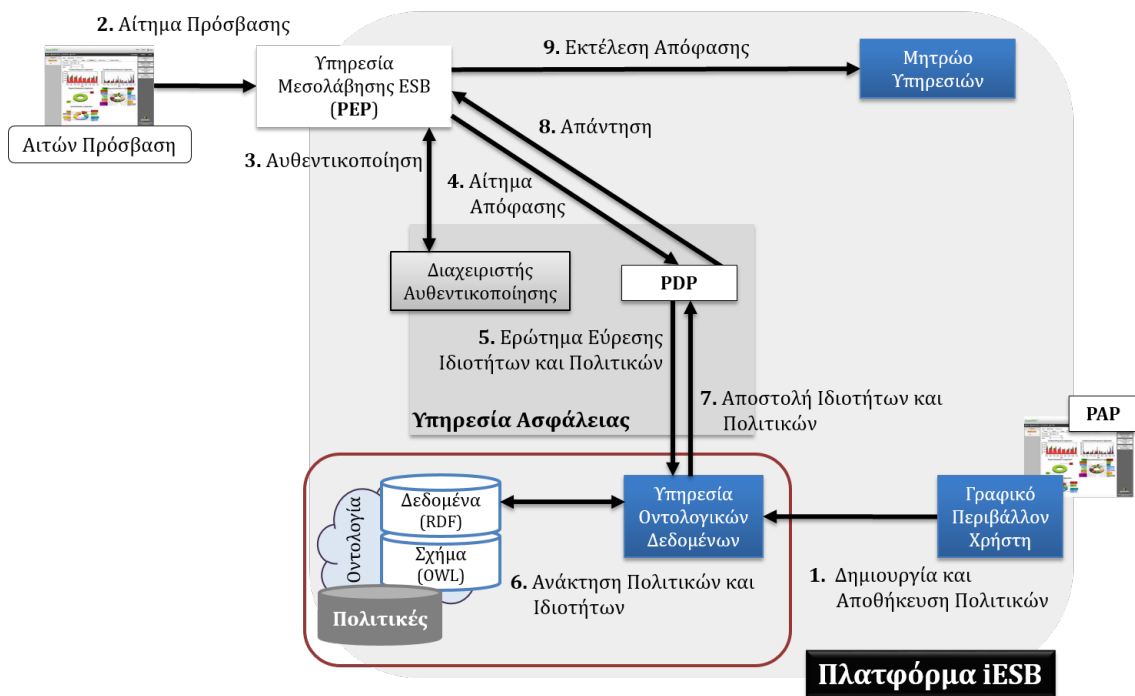 2. Αίτημα Πρόσβασης
Αιτών Πρόσβαση
Υπηρεσία
Μεσολάβησης ESB
(PEP)
9. Εκτέλεση Απόφασης
Μητρώο
Υπηρεσιών
8. Απάντηση
3. Αυθεντικοποίηση
4. Αίτημα
Απόφασης
Διαχειριστής
Αυθεντικοποίησης
PDP
5. Ερώτημα Εύρεσης
Ιδιοτήτων και Πολιτικών
7. Αποστολή Ιδιοτήτων και
Πολιτικών
Υπηρεσία Ασφάλειας
PAP
Οντολογία
Δεδομένα
(RDF)
Σχήμα
(OWL)
Πολιτικές
Υπηρεσία
Οντολογικών
Δεδομένων
Γραφικό
Περιβάλλον
Χρήστη
6. Ανάκτηση Πολιτικών και
Ιδιοτήτων
1. Δημιουργία και
Αποθήκευση Πολιτικών
Πλατφόρμα iESB